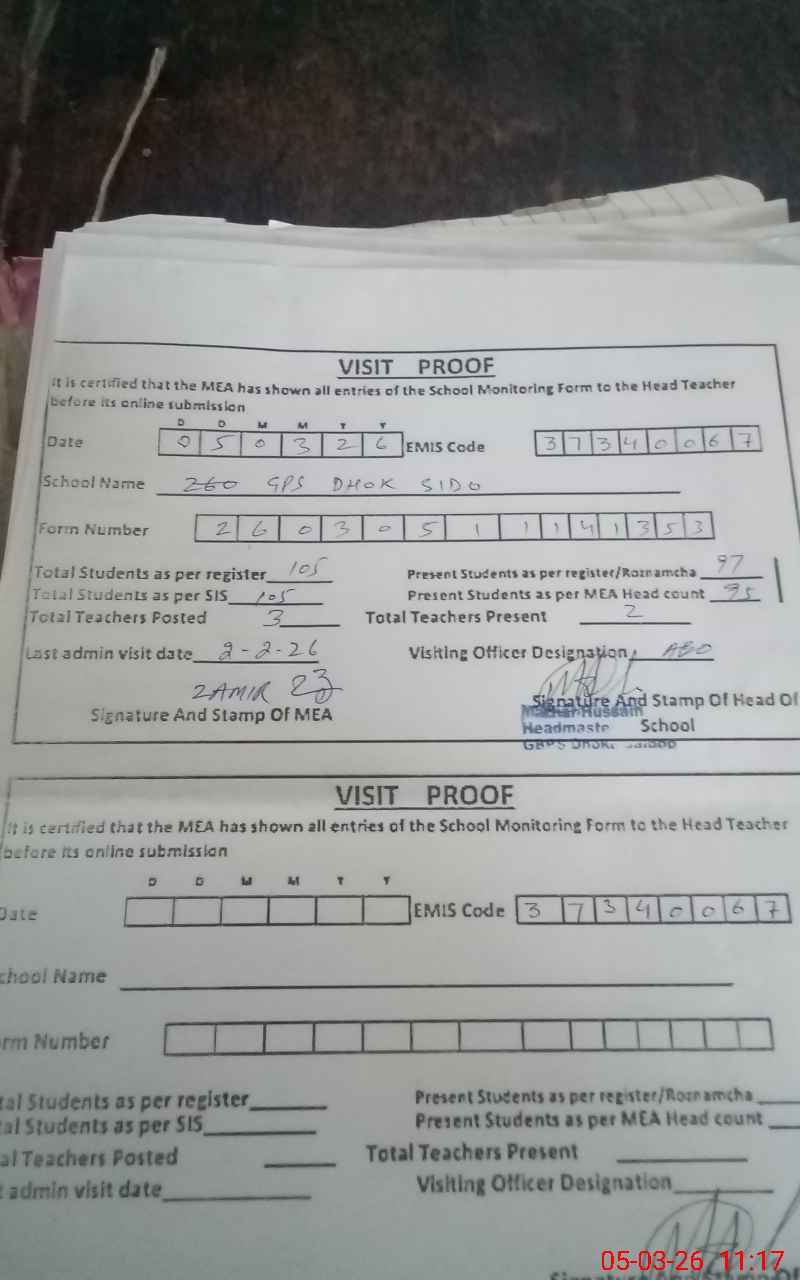 VISIT PROOF
It is certified that the MEA has shown all entries of the School Monitoring Form to the Head Teacher
before its online submission
D D M M Y Y
Date 0 5 0 3 2 6 EMIS Code 3 7 3 4 0 0 6 7
School Name GPS DHOK SIDO
Form Number 2 6 0 3 0 5 1 1 1 4 1 3 5 3
Total Students as per register 105 Present Students as per register/Roznamcha 97
Total Students as per SIS 105 Present Students as per MEA Head count 95
Total Teachers Posted 3 Total Teachers Present 2
Last admin visit date 2-2-26 Visiting Officer Designation AEO
ZAMIR
Signature And Stamp Of MEA Signature And Stamp Of Head Of
Hussain
Headmaste School
GBPS Dhok
VISIT PROOF
It is certified that the MEA has shown all entries of the School Monitoring Form to the Head Teacher
before its online submission
D D M M Y Y
Date EMIS Code 3 7 3 4 0 0 6 7
chool Name
rm Number
tal Students as per register Present Students as per register/Roznamcha
al Students as per SIS Present Students as per MEA Head count
al Teachers Posted Total Teachers Present
t admin visit date Visiting Officer Designation
05-03-26 11:17